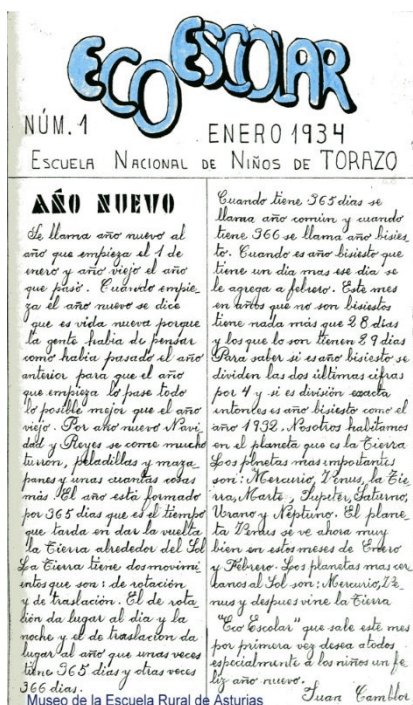 ECO ESCOLAR
NÚM. 1
ENERO 1934
ESCUELA NACIONAL DE NIÑOS DE TORAZO
AÑO NUEVO
Se llama año nuevo al
año que empieza el 1 de
enero y año viejo el año
que pasó. Cuando empie-
za el año nuevo se dice
que es vida nueva porque
la gente habia de pensar
como habia pasado el año
anterior para que el año
que empieza lo pase todo
lo posible mejor que el año
viejo. Por año nuevo Navi
dad y Reyes se come mucho
turron, peladillas y maza
panes y unas cuantas cosas
más. El año está formado
por 365 dias que es el tiempo
que tarda en dar la vuelta
la Tierra alrededor del Sol
La Tierra tiene dos movimi
entos que son: de rotación
y de traslación. El de rota
ción da lugar al dia y la
noche y el de traslación da
lugar al año que unas veces
tiene 365 dias y otras veces
366 dias.
Cuando tiene 365 dias se
llama año común y cuando
tiene 366 se llama año bisies
to. Cuando es año bisiesto que
tiene un dia mas ese dia se
le agrega a febrero. Este mes
en años que no son bisiestos
tiene nada más que 28 dias
y los que lo son tienen 29 dias
Para saber si es año bisiesto se
dividen las dos últimas cifras
por 4 y si es división exacta
entonces es año bisiesto como el
año 1932. Nosotros habitamos
en el planeta que es la Tierra
Los planetas mas importantes
son: Mercurio, Venus, la Tie
rra, Marte, Jupiter, Saturno,
Urano y Neptuno. El plane
ta Venus se ve ahora muy
bien en estos meses de Enero
y Febrero. Los planetas mas cer
canos al Sol son: Mercurio, Ve
nus y despues vine la Tierra
"Eco Escolar" que sale este mes
por primera vez desea atodos
especialmente a los niños un fe
liz año nuevo.
Juan Camblor
Museo de la Escuela Rural de Asturias